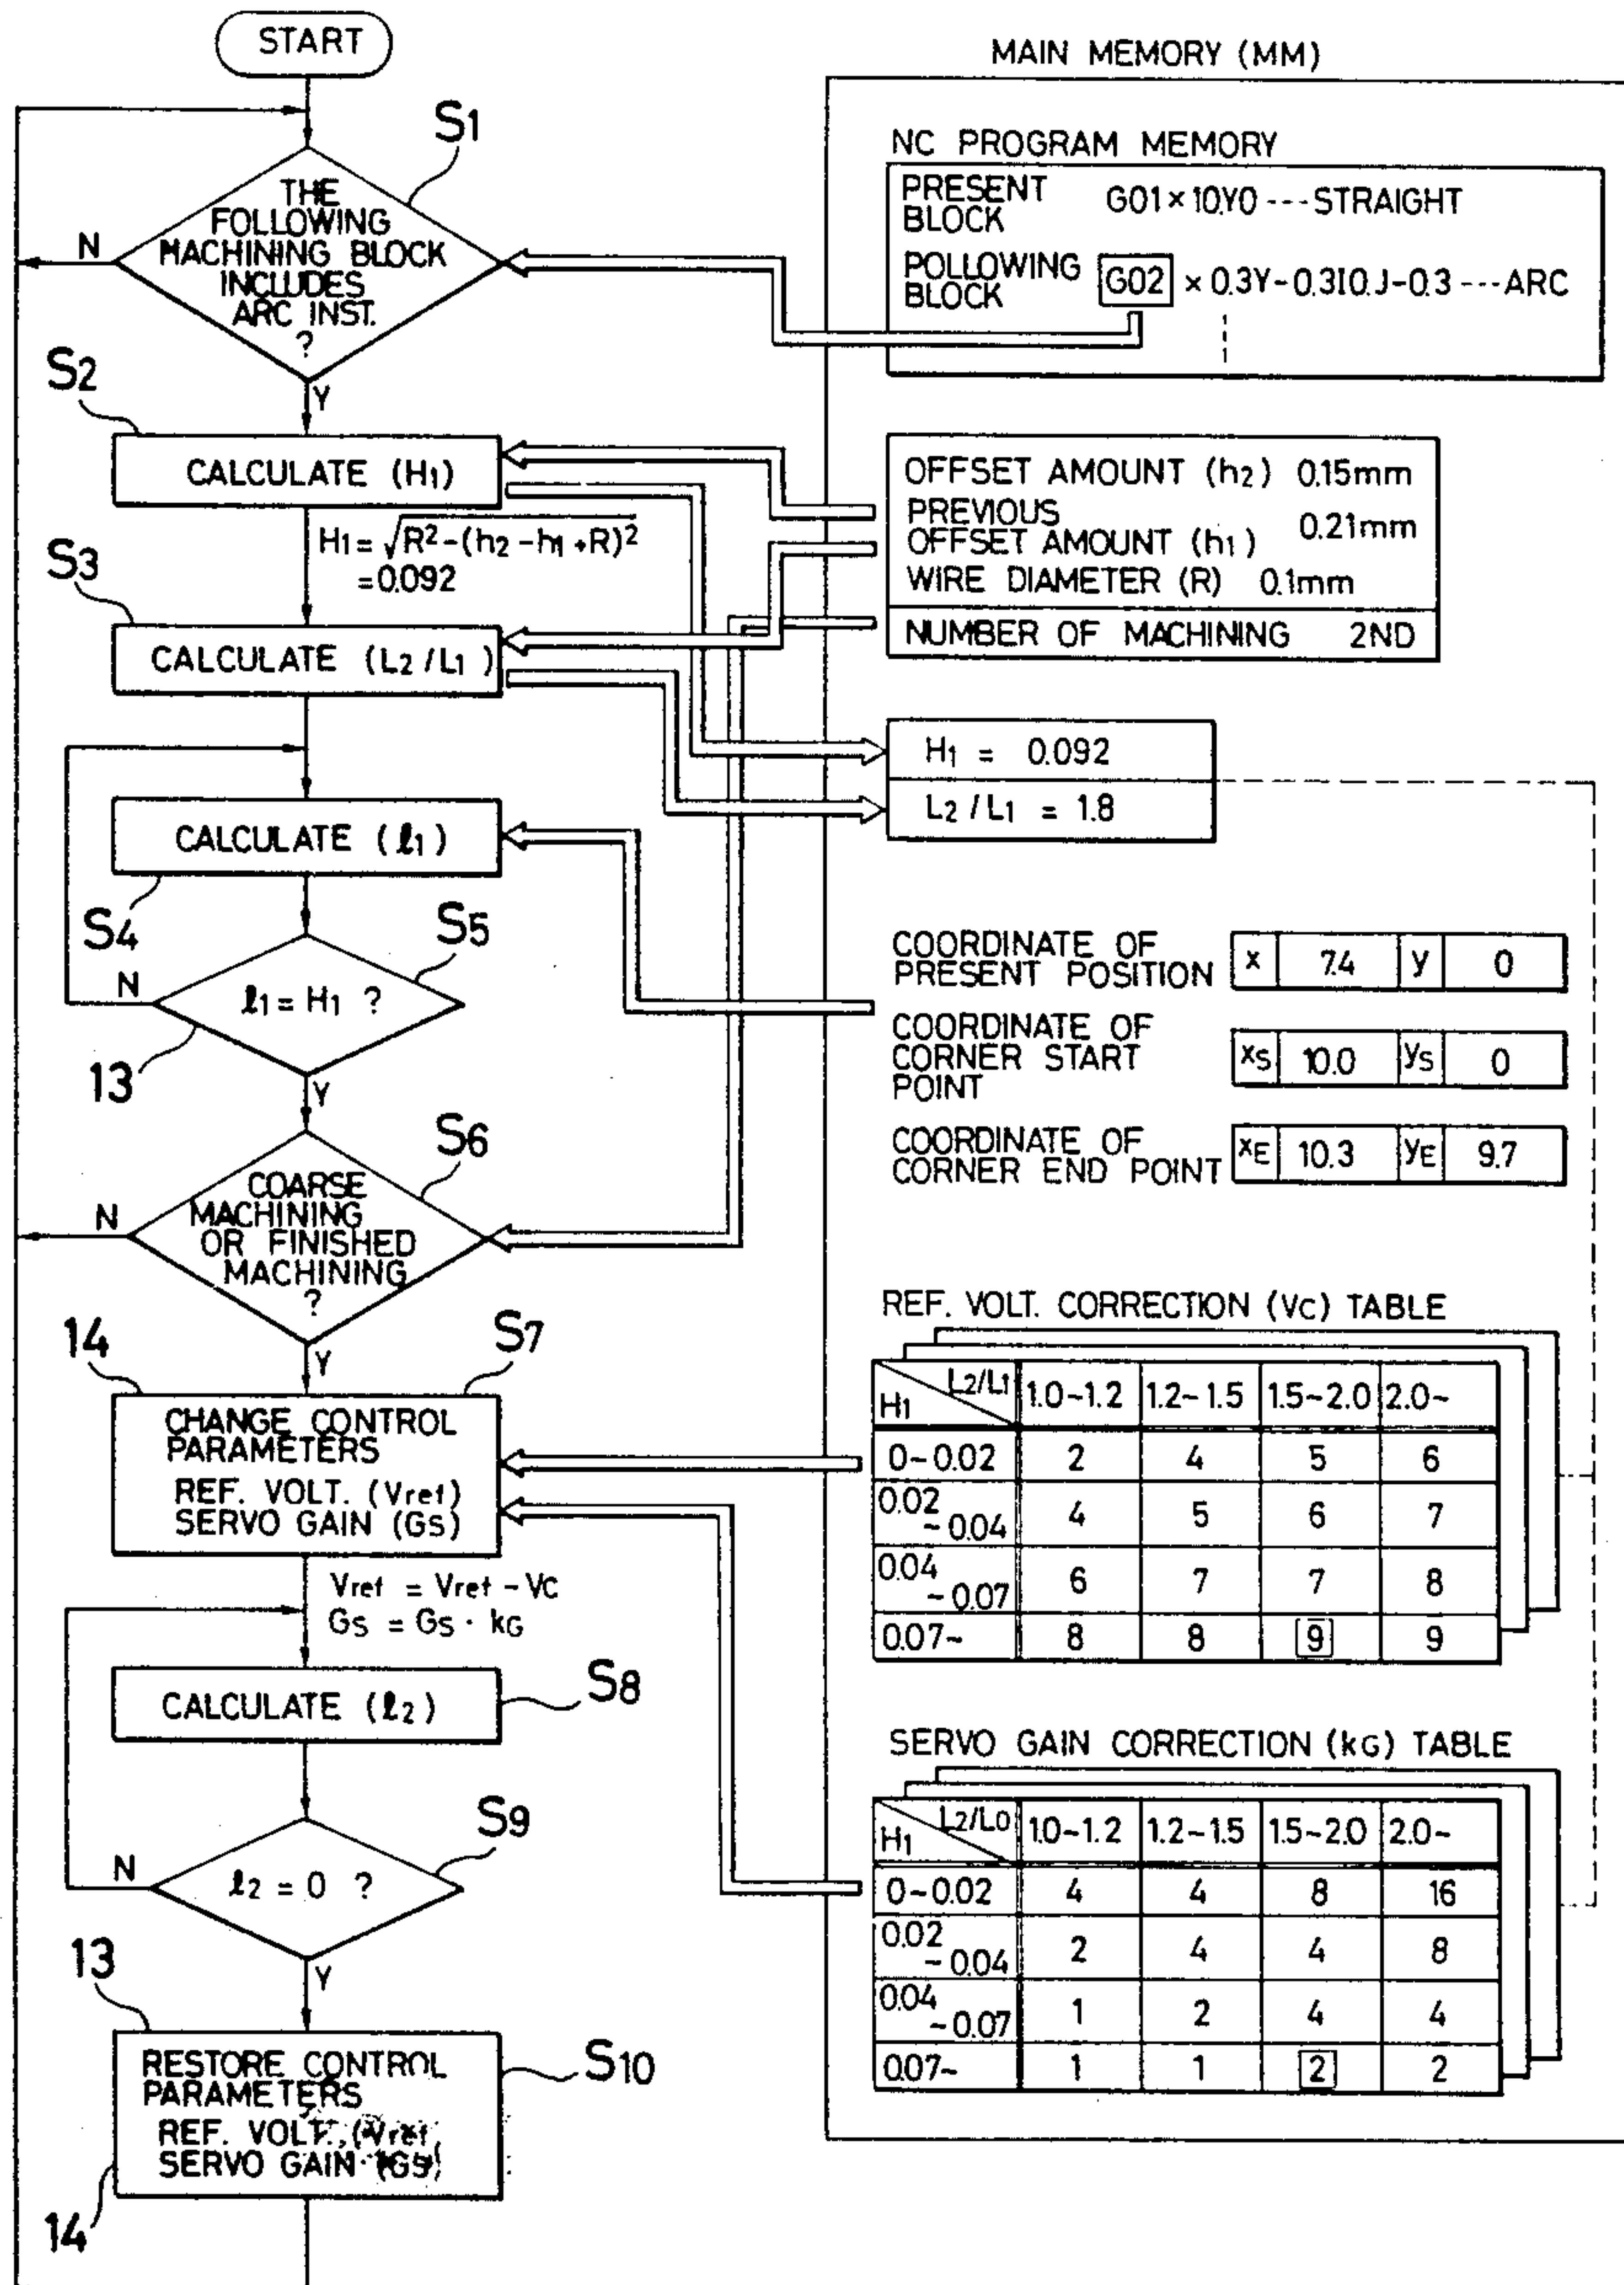 START
S1
THE
FOLLOWING
MACHINING BLOCK
INCLUDES
ARC INST.
?
N
Y
S2
CALCULATE (H1)
H1 = √R²-(h2-h1+R)²
=0.092
S3
CALCULATE (L2/L1)
CALCULATE (ℓ1)
S4
S5
N
ℓ1 = H1 ?
13
Y
S6
COARSE
MACHINING
OR FINISHED
MACHINING
?
N
Y
14
S7
CHANGE CONTROL
PARAMETERS
REF. VOLT. (Vref)
SERVO GAIN (GS)
Vref = Vref - VC
GS = GS · kG
CALCULATE (ℓ2)
S8
S9
N
ℓ2 = 0 ?
Y
13
RESTORE CONTROL
PARAMETERS
REF. VOLT. (Vref
SERVO GAIN (GS)
S10
14
MAIN MEMORY (MM)
NC PROGRAM MEMORY
PRESENT
BLOCK
G01×10.Y0 --- STRAIGHT
POLLOWING
BLOCK
G02 × 0.3Y-0.3I0.J-0.3 --- ARC
OFFSET AMOUNT (h2) 0.15mm
PREVIOUS
OFFSET AMOUNT (h1) 0.21mm
WIRE DIAMETER (R) 0.1mm
NUMBER OF MACHINING 2ND
H1 = 0.092
L2/L1 = 1.8
COORDINATE OF
PRESENT POSITION
x 7.4 y 0
COORDINATE OF
CORNER START
POINT
xS 10.0 yS 0
COORDINATE OF
CORNER END POINT
xE 10.3 yE 9.7
REF. VOLT. CORRECTION (VC) TABLE
H1 L2/L1 1.0~1.2 1.2~1.5 1.5~2.0 2.0~
0~0.02 2 4 5 6
0.02
~0.04 4 5 6 7
0.04
~0.07 6 7 7 8
0.07~ 8 8 9 9
SERVO GAIN CORRECTION (kG) TABLE
H1 L2/L0 1.0~1.2 1.2~1.5 1.5~2.0 2.0~
0~0.02 4 4 8 16
0.02
~0.04 2 4 4 8
0.04
~0.07 1 2 4 4
0.07~ 1 1 2 2